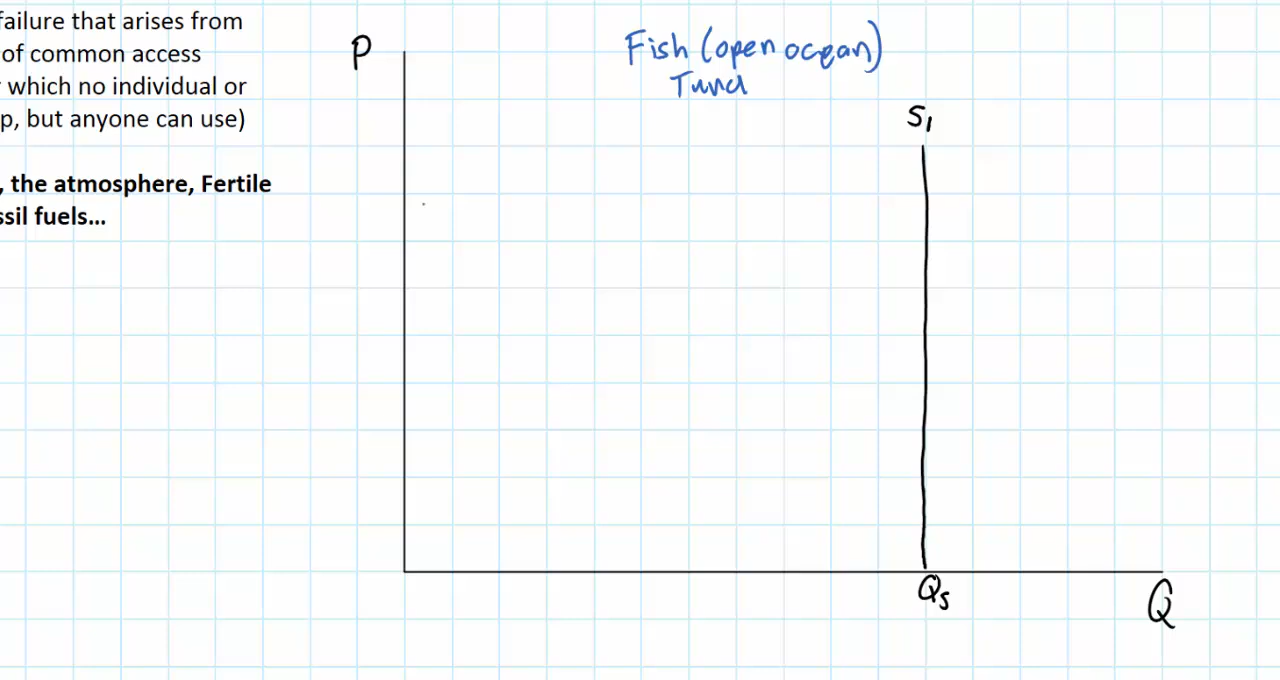 failure that arises from
of common access
which no individual or
p, but anyone can use)
, the atmosphere, Fertile
ssil fuels...
P
Fish (open ocean)
Tuna
S1
Qs
Q